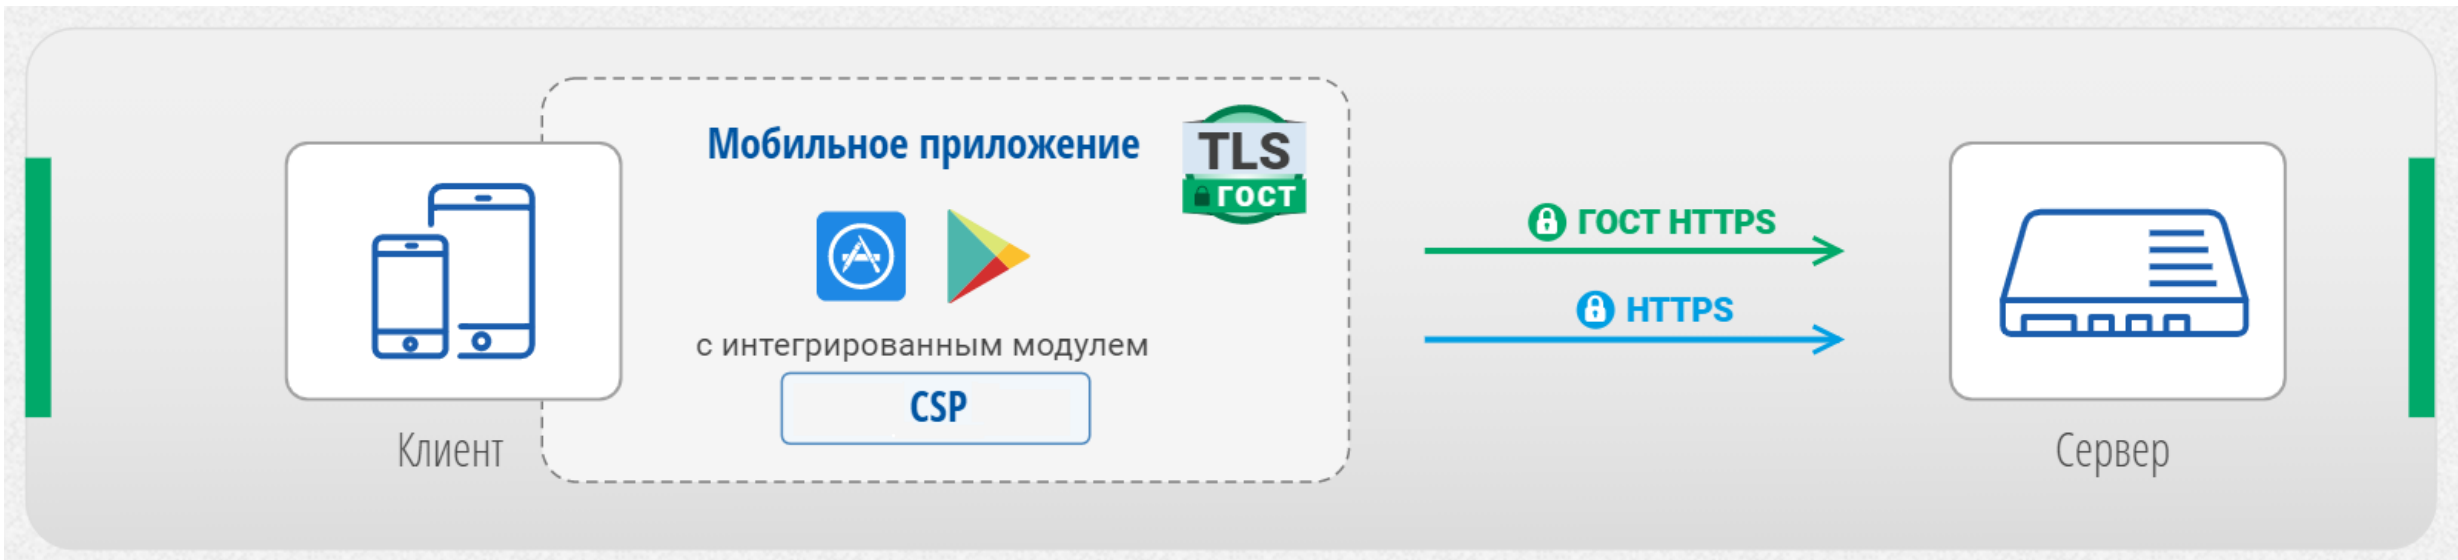 Мобильное приложение
TLS
ГОСТ
с интегрированным модулем
CSP
Клиент
ГОСТ HTTPS
HTTPS
Сервер